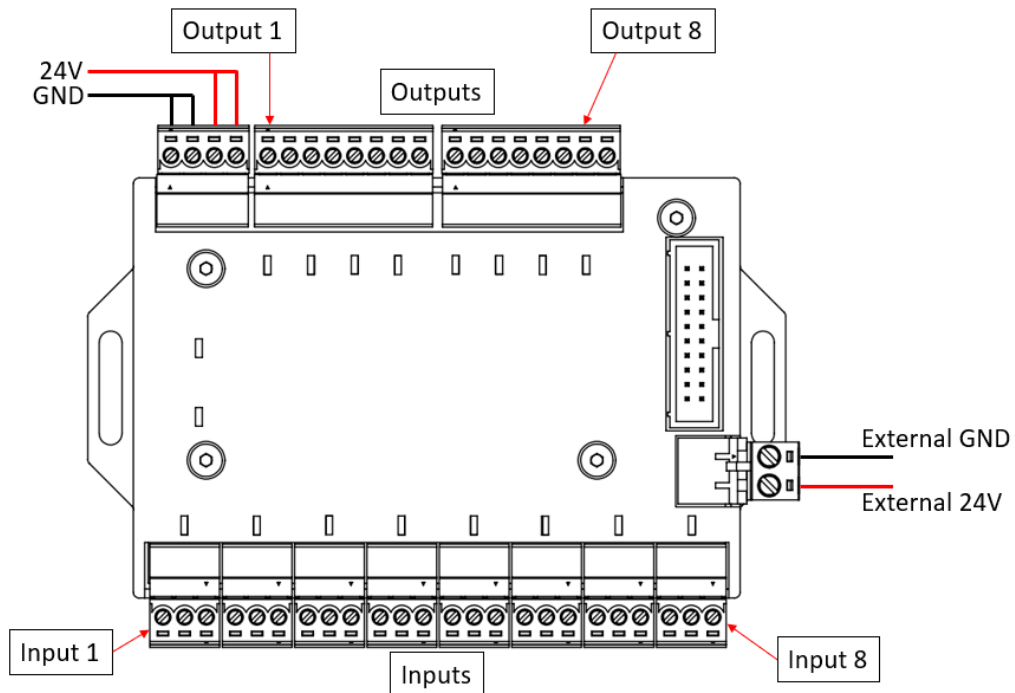 Output 1
Output 8
24V
GND
Outputs
External GND
External 24V
Input 1
Inputs
Input 8